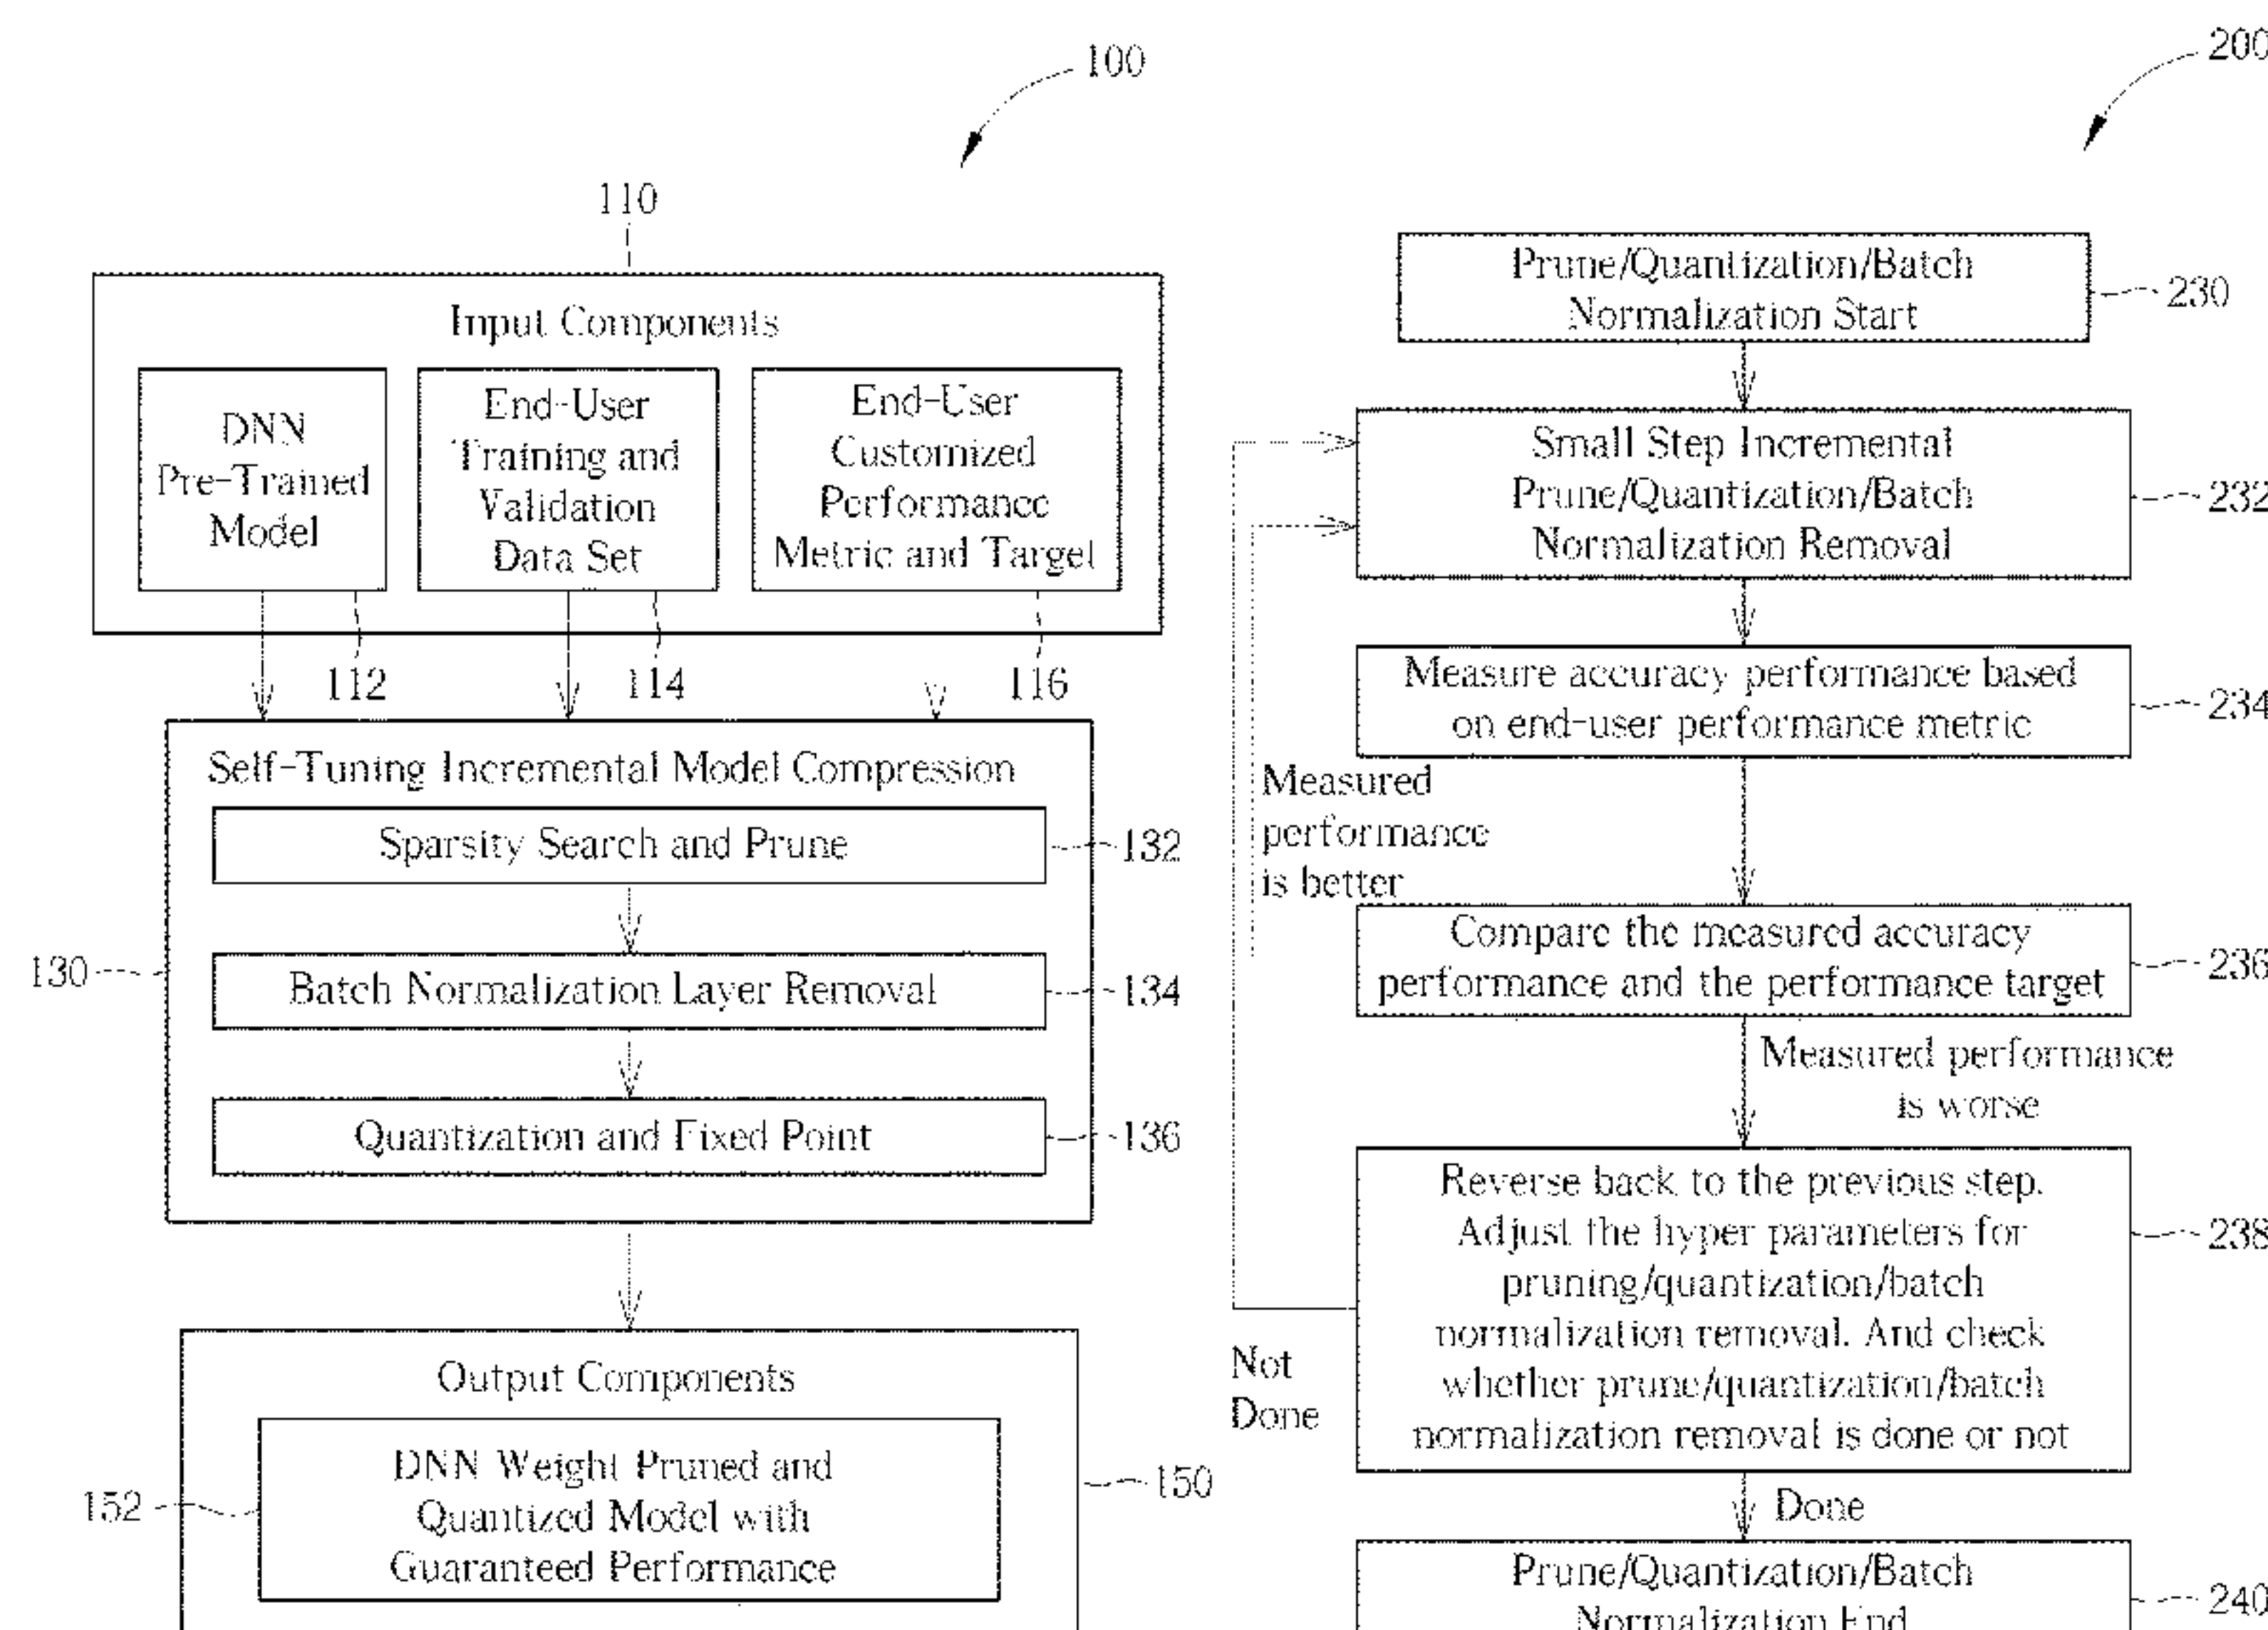 100
110
Input Components
DNN
Pre-Trained
Model
End-User
Training and
Validation
Data Set
End-User
Customized
Performance
Metric and Target
112
114
116
Self-Tuning Incremental Model Compression
Sparsity Search and Prune
132
130
Batch Normalization Layer Removal
134
Quantization and Fixed Point
136
Output Components
DNN Weight Pruned and
Quantized Model with
Guaranteed Performance
152
150
200
Prune/Quantization/Batch
Normalization Start
230
Small Step Incremental
Prune/Quantization/Batch
Normalization Removal
232
Measure accuracy performance based
on end-user performance metric
234
Measured
performance
is better
Compare the measured accuracy
performance and the performance target
236
Measured performance
is worse
Reverse back to the previous step.
Adjust the hyper parameters for
pruning/quantization/batch
normalization removal. And check
whether prune/quantization/batch
normalization removal is done or not
238
Not
Done
Done
Prune/Quantization/Batch
Normalization End
240